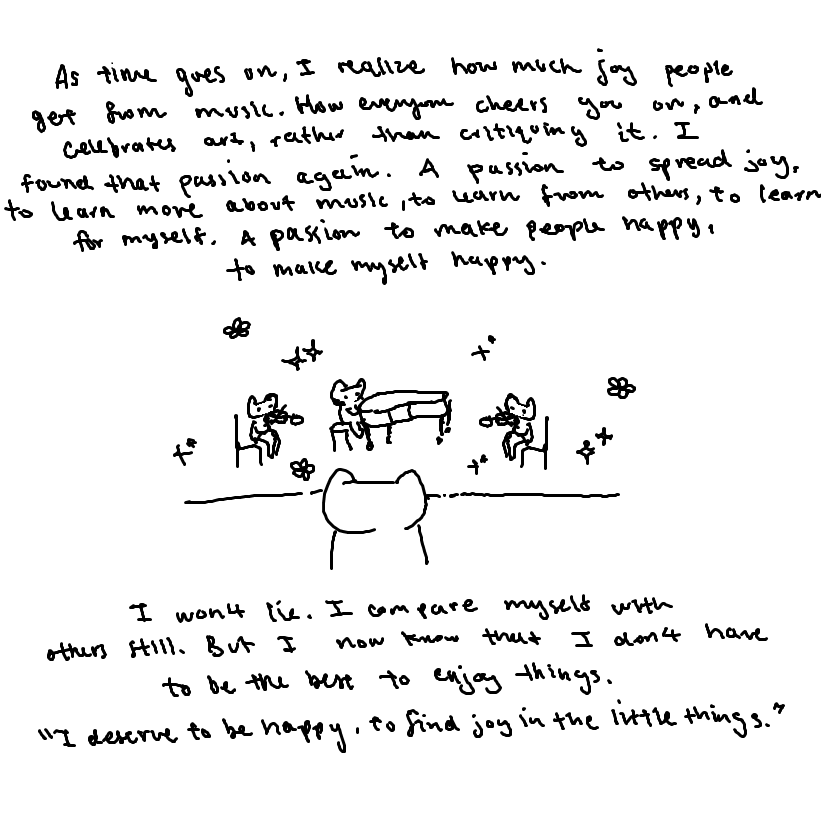 As time goes on, I realize how much joy people
get from music. How everyone cheers you on, and
celebrates art, rather than critiquing it. I
found that passion again. A passion to spread joy,
to learn more about music, to learn from others, to learn
for myself. A passion to make people happy,
to make myself happy.
I won't lie. I compare myself with
others still. But I now know that I don't have
to be the best to enjoy things.
"I deserve to be happy, to find joy in the little things."